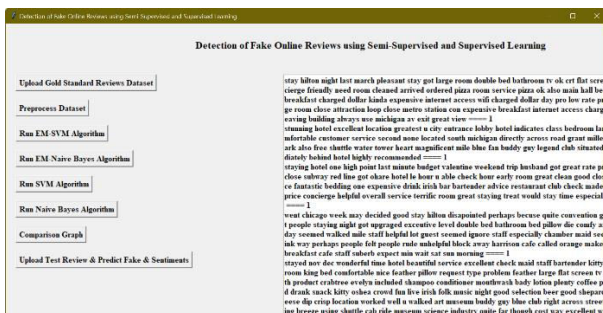 Detection of Fake Online Reviews using Semi-Supervised and Supervised Learning
Detection of Fake Online Reviews using Semi-Supervised and Supervised Learning
Upload Gold Standard Reviews Dataset
Preprocess Dataset
Run EM-SVM Algorithm
Run EM-Naive Bayes Algorithm
Run SVM Algorithm
Run Naive Bayes Algorithm
Comparison Graph
Upload Test Review & Predict Fake & Sentiments
stay hilton night last march pleasant stay got large room double bed bathroom tv ok crt flat scre
cierge friendly need room cleaned arrived ordered pizza room service pizza ok also main hall be
breakfast charged dollar kinda expensive internet access wifi charged dollar day pro low rate pr
ge room close attraction loop close metro station con expensive breakfast internet access charg
eaving building always use michigan av exit great view ==== 1
stunning hotel excellent location greatest n city entrance lobby hotel indicates class bedroom lu
mfortable customer service second none located south michigan directly across road grant mille
ark also free shuttle water tower heart magnificent mile blue fan buddy guy legend club situated
diately behind hotel highly recommended ==== 1
staying hotel one high point last minute budget valentine weekend trip husband got great rate pr
close subway red line got okare hotel le hour n able check hour early room great clean good clos
ce fantastic bedding one expensive drink irish bar bartender advice restaurant club check made
price concierge helpful overall service terrific room great staying treat would stay time especial
==== 1
went chicago week may decided good stay hilton disapointed perhaps becuse quite convention g
t people staying night got upgraged excecutive level double bed bathroom bed pillow die comfy a
day seemed walked mile staff helpful lot guest seemed ignore staff especially chamber maid sec
ink way perhaps people felt people rude unhelpful block away harrison cafe called orange make
breakfast cafe staff suberb expect min wait sat sun morning ==== 1
stayed nov dec wonderful time hotel beautiful service excellent check maid staff bartender kitty
room king bed comfortable nice feather pillow request type problem feather large flat screen tv
th product crabtree evelyn included shampoo conditioner mouthwash bady lotion plenty coffee p
d drank snack kitty oshea crowd fun live irish folk music night good selection beer good shepar
eese dip crisp location worked well u walked art museum buddy guy blue club right across stree
ing breeze using shuttle cab ride museum science industry quite far though cost way excellent w